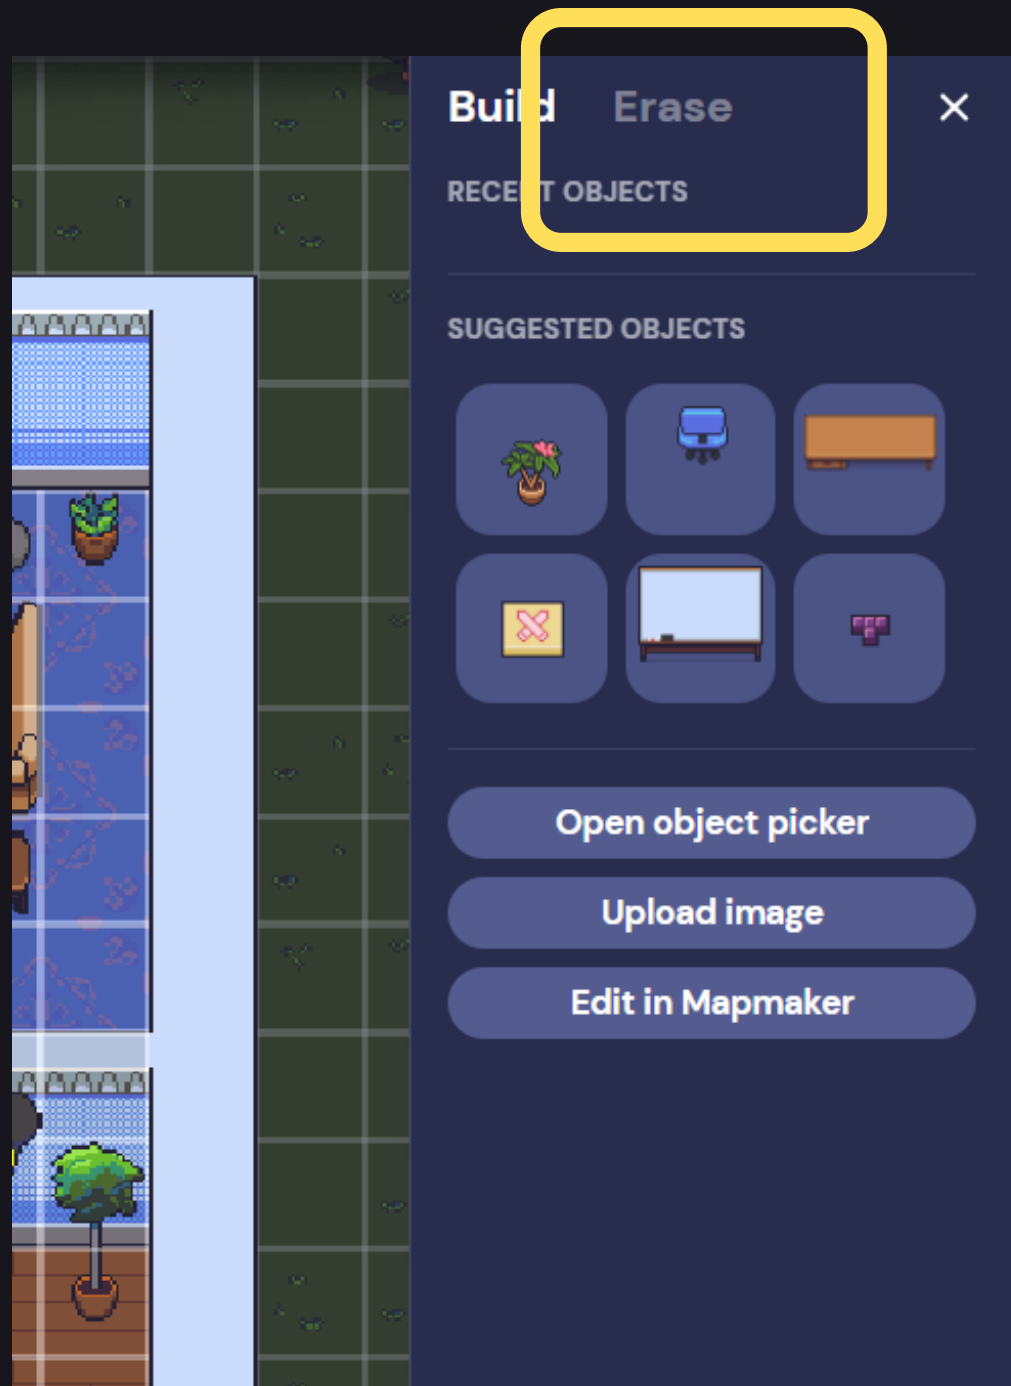 Build Erase
RECENT OBJECTS
SUGGESTED OBJECTS
Open object picker
Upload image
Edit in Mapmaker